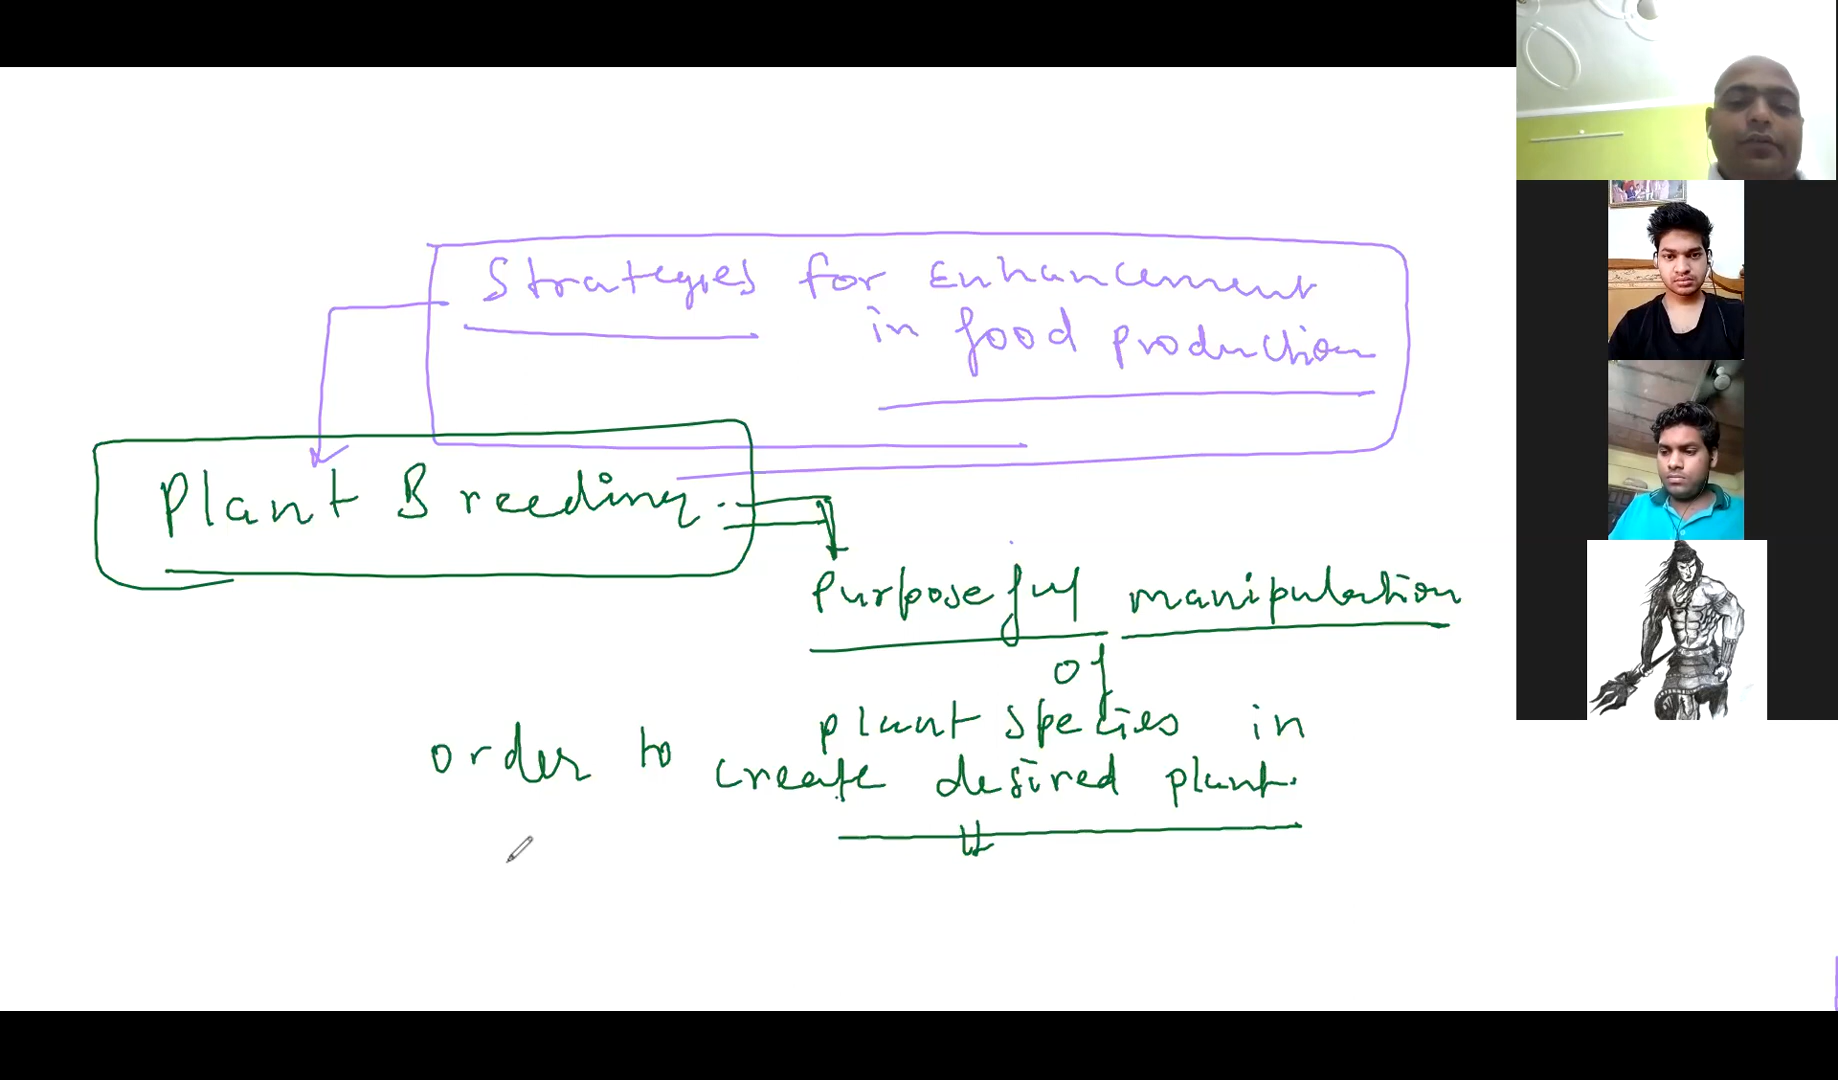 Strategies for Enhancement
in food production
Plant Breeding.
Purposeful manipulation
of
plant species in
order to create desired plant.